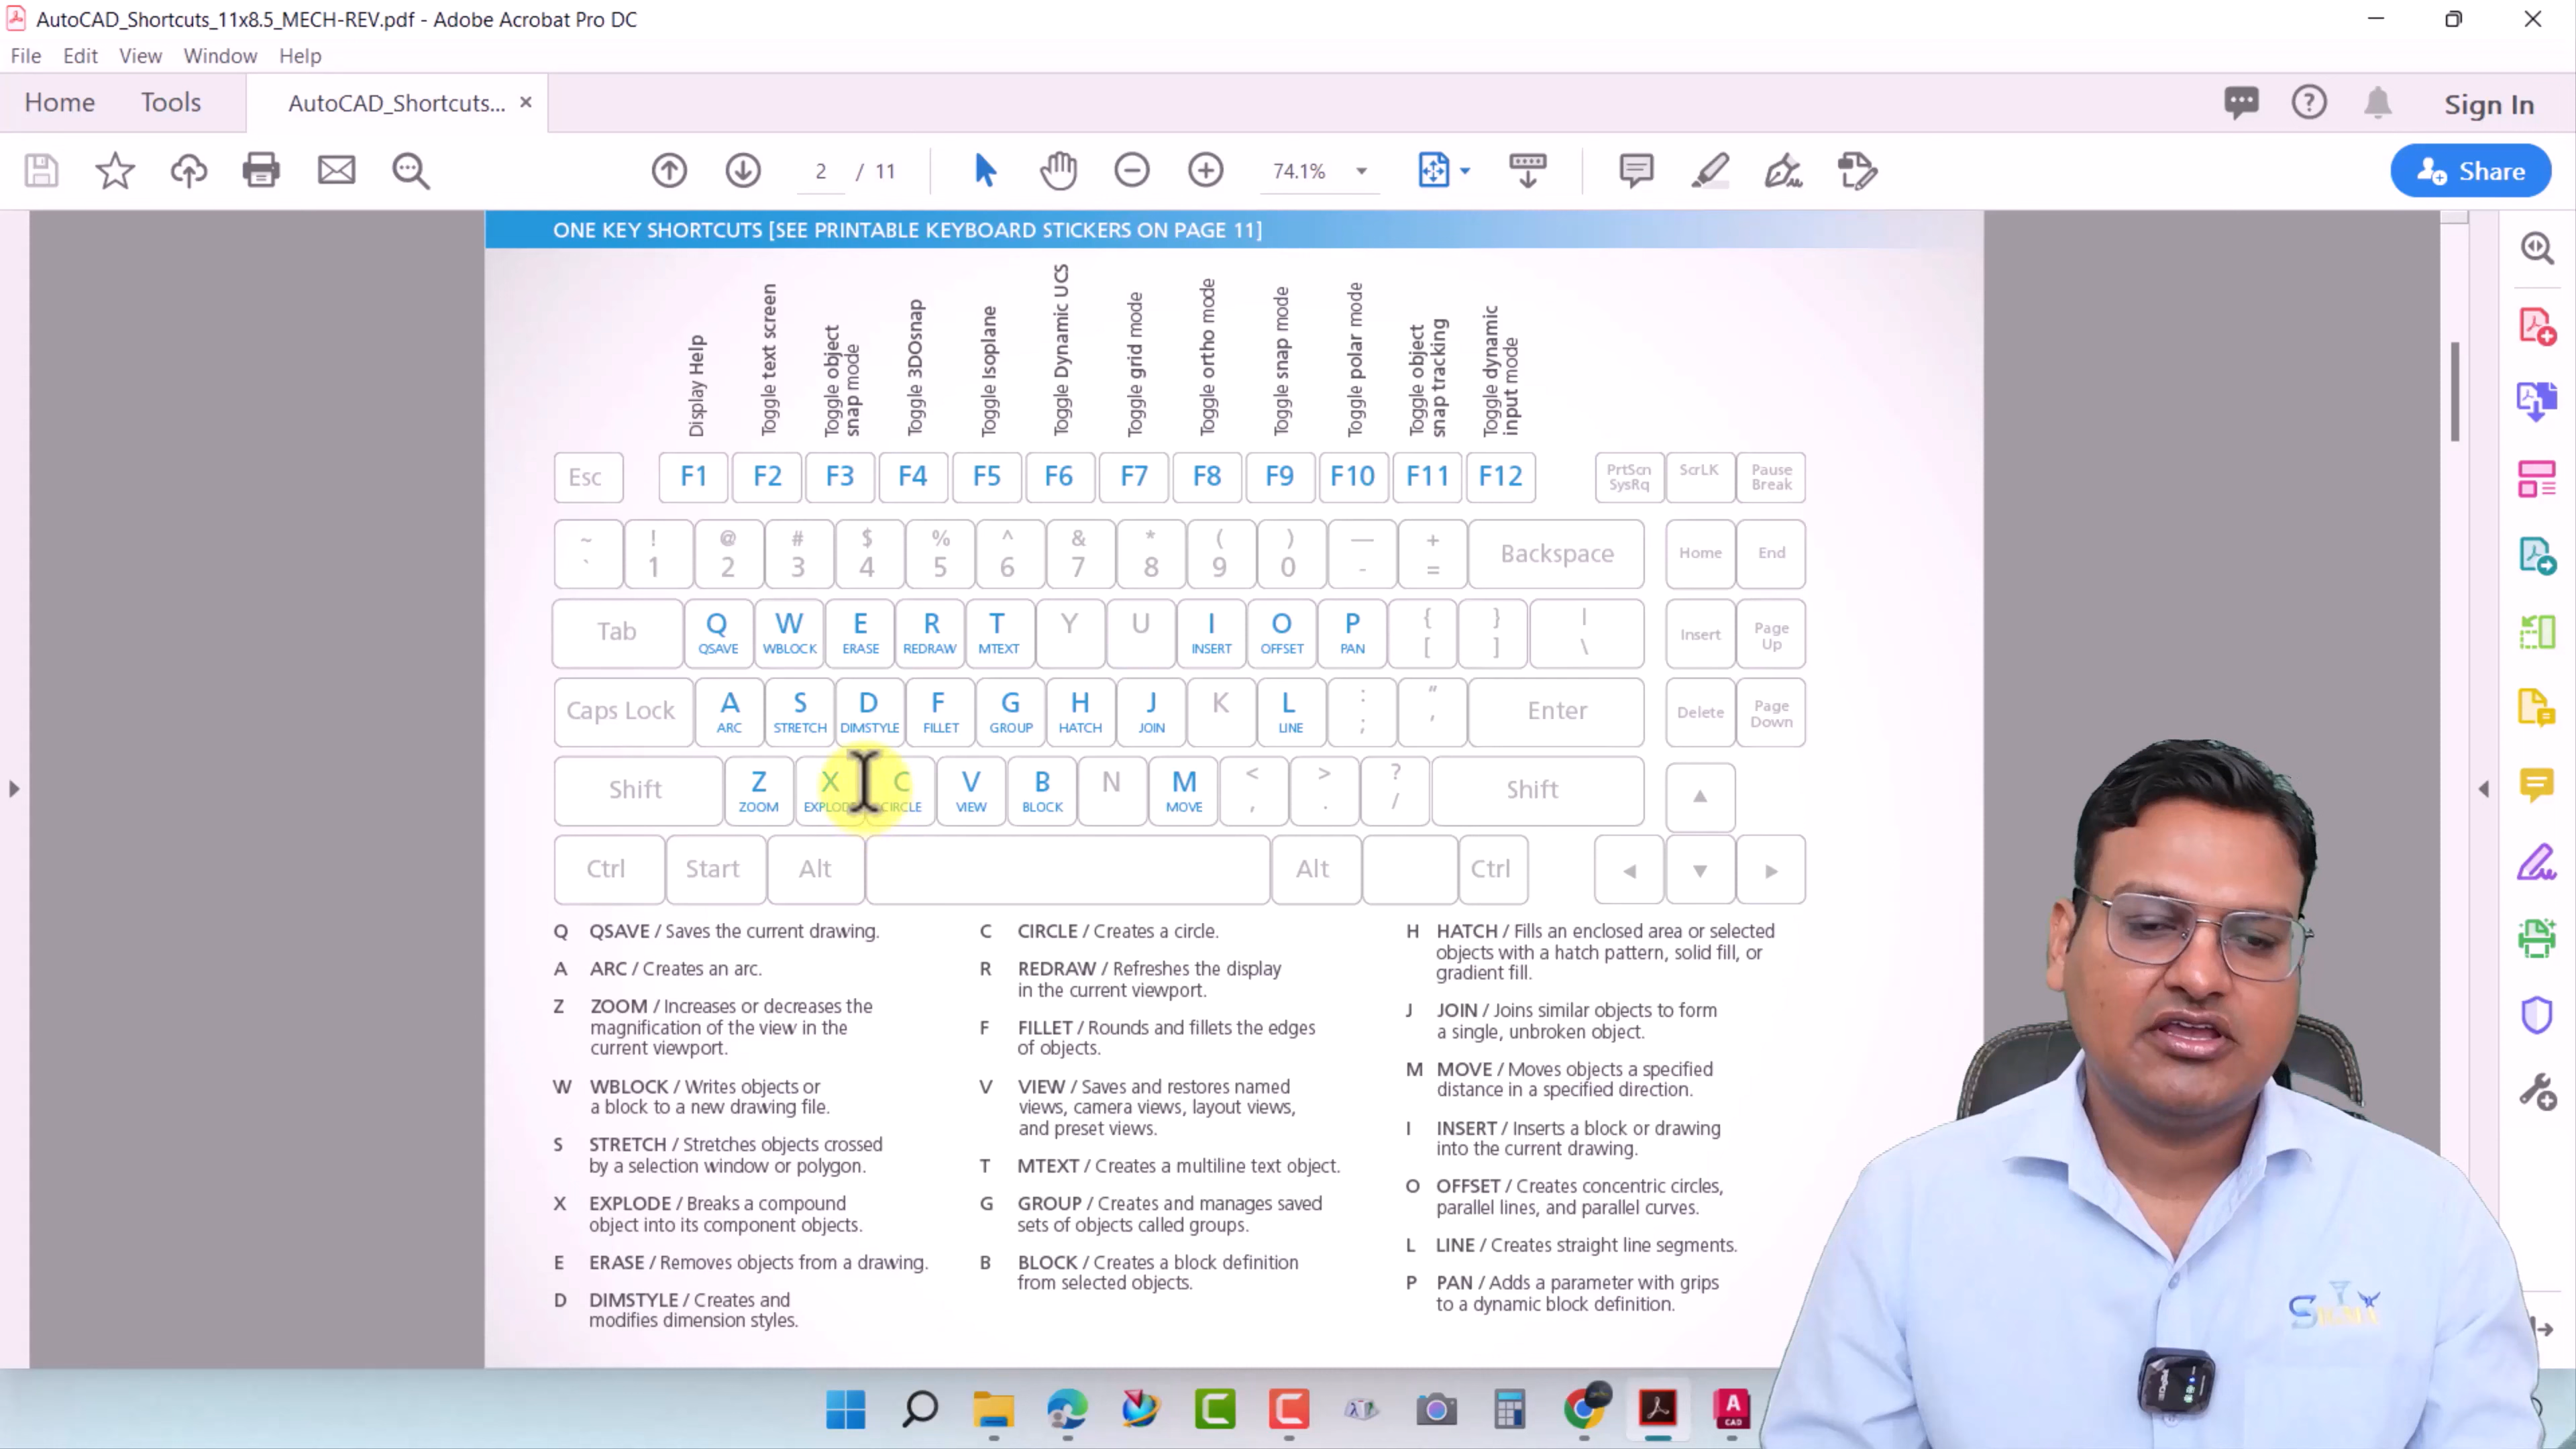 AutoCAD_Shortcuts_11x8.5_MECH-REV.pdf - Adobe Acrobat Pro DC
File Edit View Window Help
Home Tools AutoCAD_Shortcuts... × Sign In
2 / 11 74.1% Share
ONE KEY SHORTCUTS [SEE PRINTABLE KEYBOARD STICKERS ON PAGE 11]
Display Help
Toggle text screen
Toggle object
snap mode
Toggle 3DOsnap
Toggle Isoplane
Toggle Dynamic UCS
Toggle grid mode
Toggle ortho mode
Toggle snap mode
Toggle polar mode
Toggle object
snap tracking
Toggle dynamic
input mode
Esc F1 F2 F3 F4 F5 F6 F7 F8 F9 F10 F11 F12 PrtScn ScrLK Pause
SysRq Break
~ ! @ # $ % ^ & * ( ) — +
` 1 2 3 4 5 6 7 8 9 0 - = Backspace Home End
Tab Q W E R T Y U I O P { } | Insert Page
QSAVE WBLOCK ERASE REDRAW MTEXT INSERT OFFSET PAN [ ] \ Up
Caps Lock A S D F G H J K L : “ Enter Delete Page
ARC STRETCH DIMSTYLE FILLET GROUP HATCH JOIN LINE ; ‘ Down
Shift Z X C V B N M < > ? Shift ▲
ZOOM EXPLODE CIRCLE VIEW BLOCK MOVE , . /
Ctrl Start Alt Alt Ctrl ◄ ▼ ►
Q QSAVE / Saves the current drawing.
A ARC / Creates an arc.
Z ZOOM / Increases or decreases the
magnification of the view in the
current viewport.
W WBLOCK / Writes objects or
a block to a new drawing file.
S STRETCH / Stretches objects crossed
by a selection window or polygon.
X EXPLODE / Breaks a compound
object into its component objects.
E ERASE / Removes objects from a drawing.
D DIMSTYLE / Creates and
modifies dimension styles.
C CIRCLE / Creates a circle.
R REDRAW / Refreshes the display
in the current viewport.
F FILLET / Rounds and fillets the edges
of objects.
V VIEW / Saves and restores named
views, camera views, layout views,
and preset views.
T MTEXT / Creates a multiline text object.
G GROUP / Creates and manages saved
sets of objects called groups.
B BLOCK / Creates a block definition
from selected objects.
H HATCH / Fills an enclosed area or selected
objects with a hatch pattern, solid fill, or
gradient fill.
J JOIN / Joins similar objects to form
a single, unbroken object.
M MOVE / Moves objects a specified
distance in a specified direction.
I INSERT / Inserts a block or drawing
into the current drawing.
O OFFSET / Creates concentric circles,
parallel lines, and parallel curves.
L LINE / Creates straight line segments.
P PAN / Adds a parameter with grips
to a dynamic block definition.
SIGMA
A
CAD